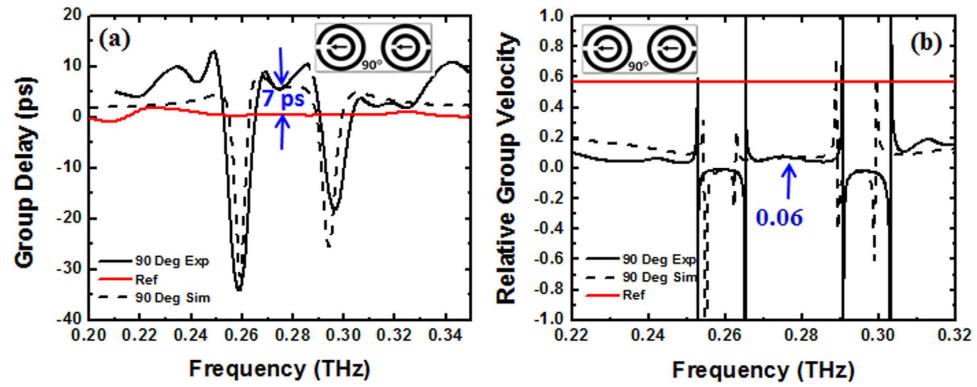 (a)
90°
Group Delay (ps)
20
10
0
-10
-20
-30
-40
7 ps
90 Deg Exp
Ref
90 Deg Sim
0.20 0.22 0.24 0.26 0.28 0.30 0.32 0.34
Frequency (THz)
(b)
90°
Relative Group Velocity
1.0
0.8
0.6
0.4
0.2
0.0
-0.2
-0.4
-0.6
-0.8
-1.0
0.06
90 Deg Exp
90 Deg Sim
Ref
0.20 0.22 0.24 0.26 0.28 0.30 0.32
Frequency (THz)